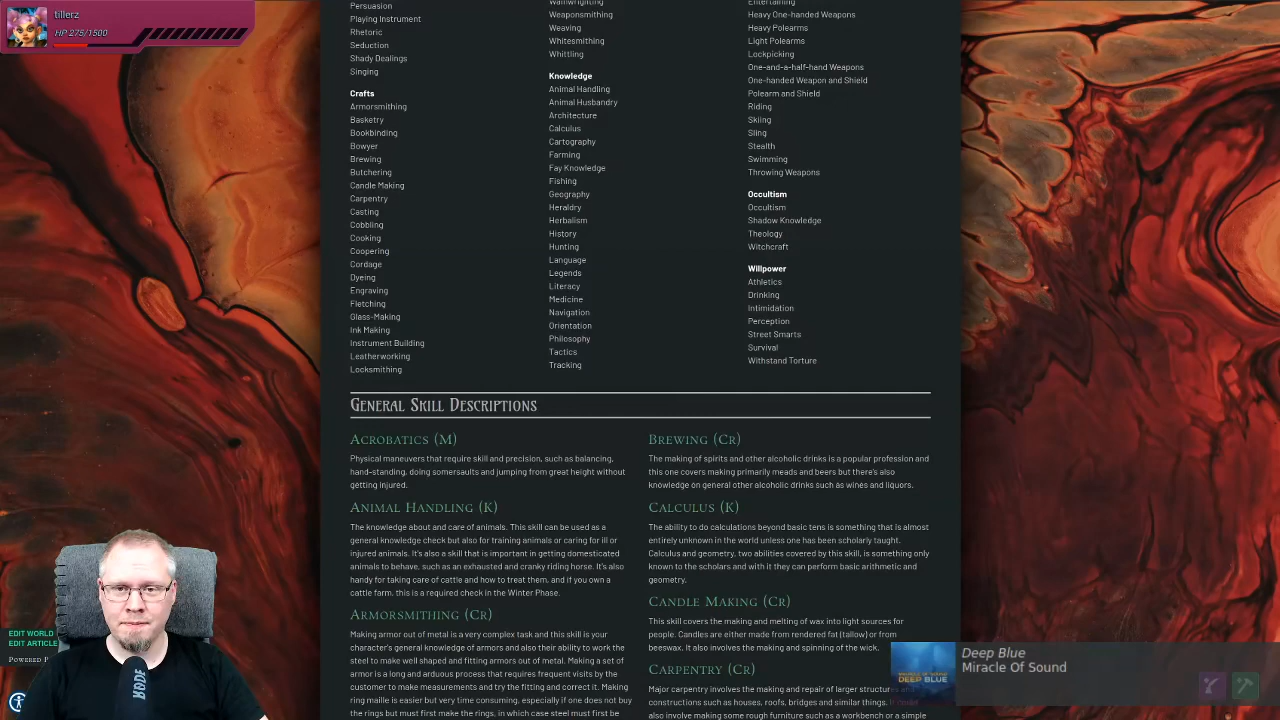 tillerz
HP 275/1500
Persuasion
Playing Instrument
Rhetoric
Seduction
Shady Dealings
Singing
Crafts
Armorsmithing
Basketry
Bookbinding
Bowyer
Brewing
Butchering
Candle Making
Carpentry
Casting
Cobbling
Cooking
Coopering
Cordage
Dyeing
Engraving
Fletching
Glass-Making
Ink Making
Instrument Building
Leatherworking
Locksmithing
Wainwrighting
Weaponsmithing
Weaving
Whitesmithing
Whittling
Knowledge
Animal Handling
Animal Husbandry
Architecture
Calculus
Cartography
Farming
Fay Knowledge
Fishing
Geography
Heraldry
Herbalism
History
Hunting
Language
Legends
Literacy
Medicine
Navigation
Orientation
Philosophy
Tactics
Tracking
Entertaining
Heavy One-handed Weapons
Heavy Polearms
Light Polearms
Lockpicking
One-and-a-half-hand Weapons
One-handed Weapon and Shield
Polearm and Shield
Riding
Skiing
Sling
Stealth
Swimming
Throwing Weapons
Occultism
Occultism
Shadow Knowledge
Theology
Witchcraft
Willpower
Athletics
Drinking
Intimidation
Perception
Street Smarts
Survival
Withstand Torture
General Skill Descriptions
Acrobatics (M)
Physical maneuvers that require skill and precision, such as balancing,
hand-standing, doing somersaults and jumping from great height without
getting injured.
Animal Handling (K)
The knowledge about and care of animals. This skill can be used as a
general knowledge check but also for training animals or caring for ill or
injured animals. It's also a skill that is important in getting domesticated
animals to behave, such as an exhausted and cranky riding horse. It's also
handy for taking care of cattle and how to treat them, and if you own a
cattle farm. this is a required check in the Winter Phase.
Armorsmithing (Cr)
Making armor out of metal is a very complex task and this skill is your
character's general knowledge of armors and also their ability to work the
steel to make well shaped and fitting armors out of metal. Making a set of
armor is a long and arduous process that requires frequent visits by the
customer to make measurements and try the fitting and correct it. Making
ring maille is easier but very time consuming, especially if one does not buy
the rings but must first make the rings, in which case steel must first be
Brewing (Cr)
The making of spirits and other alcoholic drinks is a popular profession and
this one covers making primarily meads and beers but there's also
knowledge on general other alcoholic drinks such as wines and liquors.
Calculus (K)
The ability to do calculations beyond basic tens is something that is almost
entirely unknown in the world unless one has been scholarly taught.
Calculus and geometry, two abilities covered by this skill, is something only
known to the scholars and with it they can perform basic arithmetic and
geometry.
Candle Making (Cr)
This skill covers the making and melting of wax into light sources for
people. Candles are either made from rendered fat (tallow) or from
beeswax. It also involves the making and spinning of the wick.
Carpentry (Cr)
Major carpentry involves the making and repair of larger structures and
constructions such as houses, roofs, bridges and similar things. It
also involve making some rough furniture such as a workbench or a simple
EDIT WORLD
EDIT ARTICLE
Powered
RODE
DEEP BLUE
Deep Blue
Miracle Of Sound